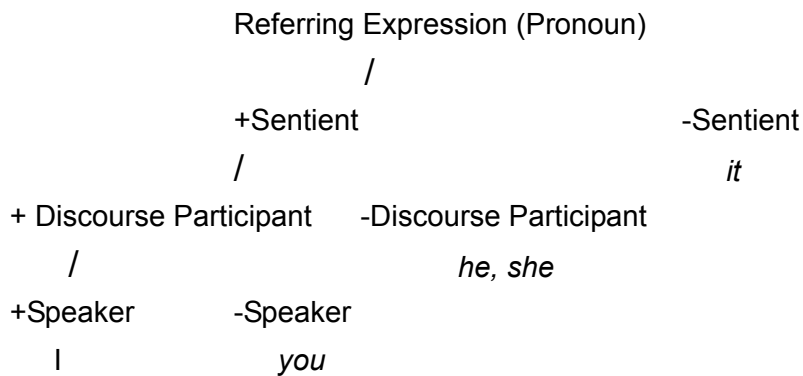 Referring Expression (Pronoun)
/
+Sentient -Sentient
/ it
+ Discourse Participant -Discourse Participant
/ he, she
+Speaker -Speaker
I you